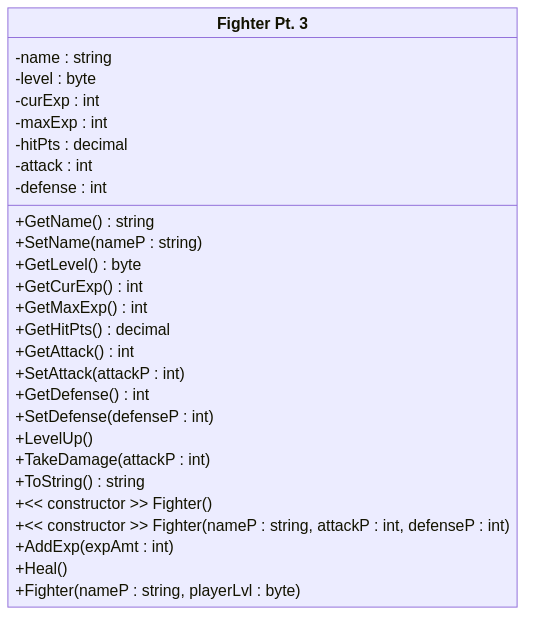 Fighter Pt. 3
-name : string
-level : byte
-curExp : int
-maxExp : int
-hitPts : decimal
-attack : int
-defense : int
+GetName() : string
+SetName(nameP : string)
+GetLevel() : byte
+GetCurExp() : int
+GetMaxExp() : int
+GetHitPts() : decimal
+GetAttack() : int
+SetAttack(attackP : int)
+GetDefense() : int
+SetDefense(defenseP : int)
+LevelUp()
+TakeDamage(attackP : int)
+ToString() : string
+<< constructor >> Fighter()
+<< constructor >> Fighter(nameP : string, attackP : int, defenseP : int)
+AddExp(expAmt : int)
+Heal()
+Fighter(nameP : string, playerLvl : byte)